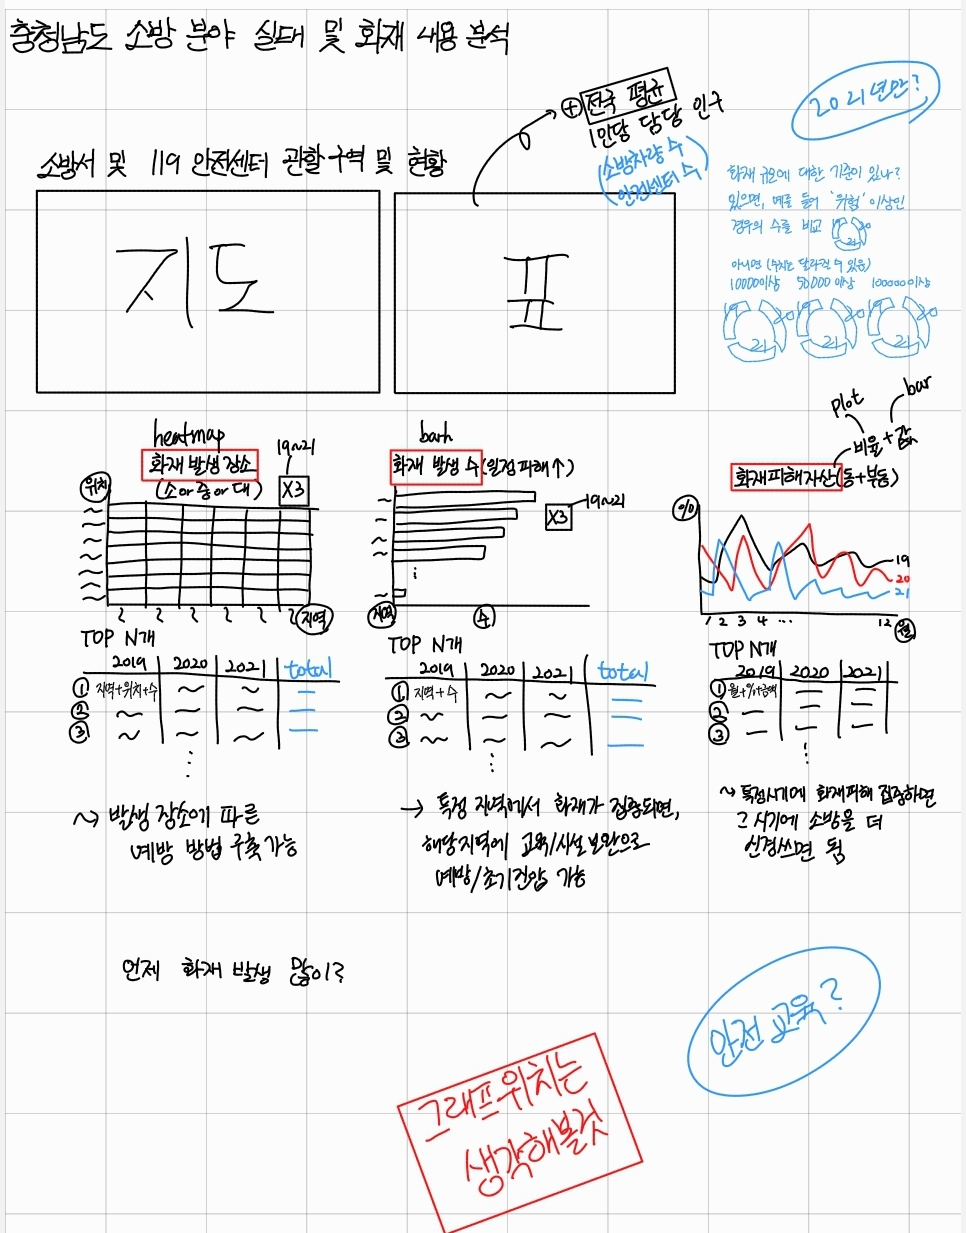 충청남도 소방 분야 실태 및 화재 내용 분석
2021년만?
+ 전국 평균
1인당 담당 인구
(소방차량 수
안전센터 수)
소방서 및 119 안전센터 관할 구역 및 현황
지도
표
화재 규모에 대한 기준이 있나?
있으면, 예를 들어 '위험' 이상인
경우의 수를 비교
19 20
21
아니면 (수치는 달라질 수 있음)
10000이상 50000이상 100000이상
19 20 19 20 19 20
21 21 21
heatmap
화재 발생 장소
(소 or 중 or 대)
19~21
X3
위치
지역
TOP N개
2019 2020 2021 total
① 지역+위치+수
②
③
~> 발생 장소에 따른
예방 방법 구축 가능
barh
화재 발생 수 (인명피해↑)
19~21
X3
지역
수
TOP N개
2019 2020 2021 total
① 지역+수
②
③
→ 특정 지역에서 화재가 집중되면,
해당지역에 교육/시설 보완으로
예방/초기진압 가능
plot bar
비율+값
화재피해자산(동+부동)
%
19
20
21
1 2 3 4 ... 12 월
TOP N개
2019 2020 2021
① 월+%+금액
②
③
~> 특정시기에 화재피해 집중하면
그 시기에 소방을 더
신경쓰면 됨
언제 화재 발생 많이?
안전 교육?
그래프 위치는
생각해볼것